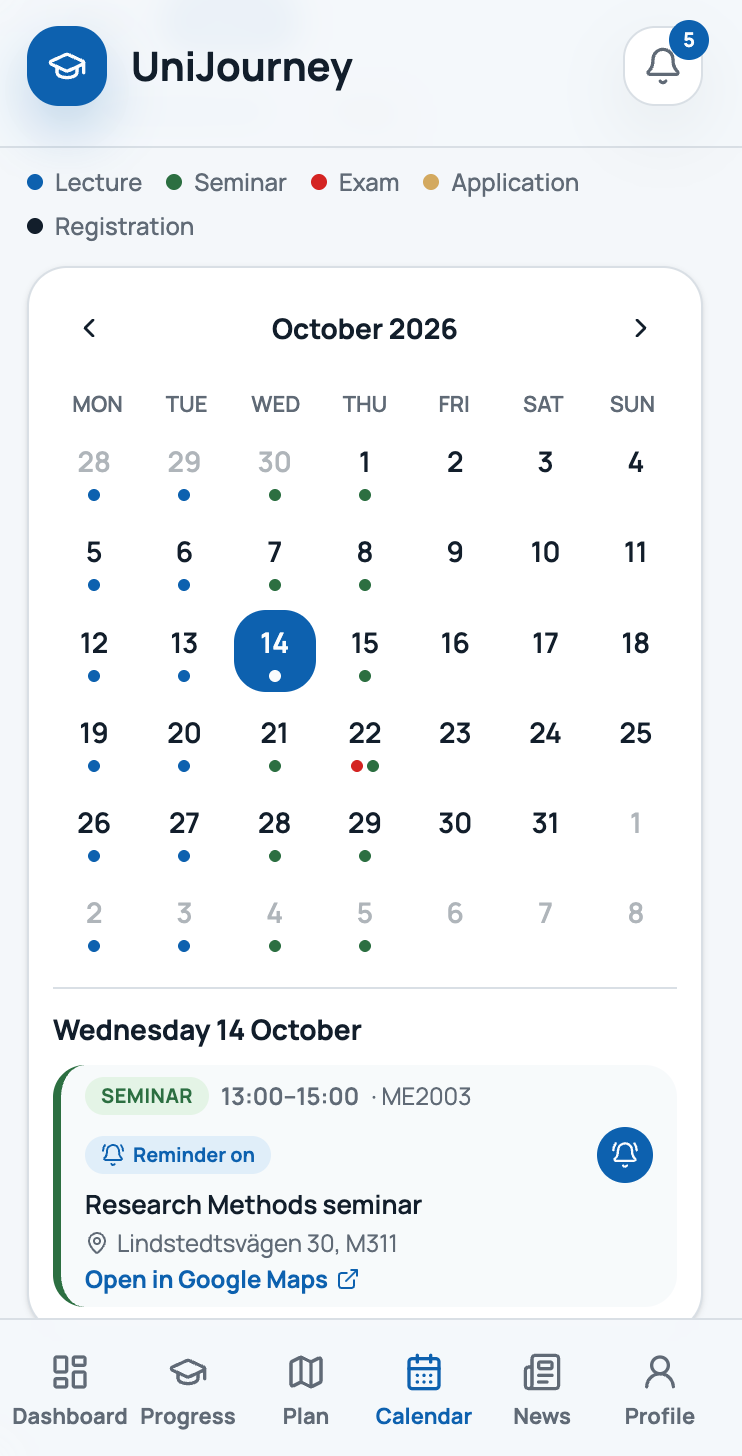 UniJourney
5
Lecture Seminar Exam Application
Registration
October 2026
MON TUE WED THU FRI SAT SUN
28 29 30 1 2 3 4
5 6 7 8 9 10 11
12 13 14 15 16 17 18
19 20 21 22 23 24 25
26 27 28 29 30 31 1
2 3 4 5 6 7 8
Wednesday 14 October
SEMINAR 13:00–15:00 · ME2003
Reminder on
Research Methods seminar
Lindstedtsvägen 30, M311
Open in Google Maps
Dashboard Progress Plan Calendar News Profile